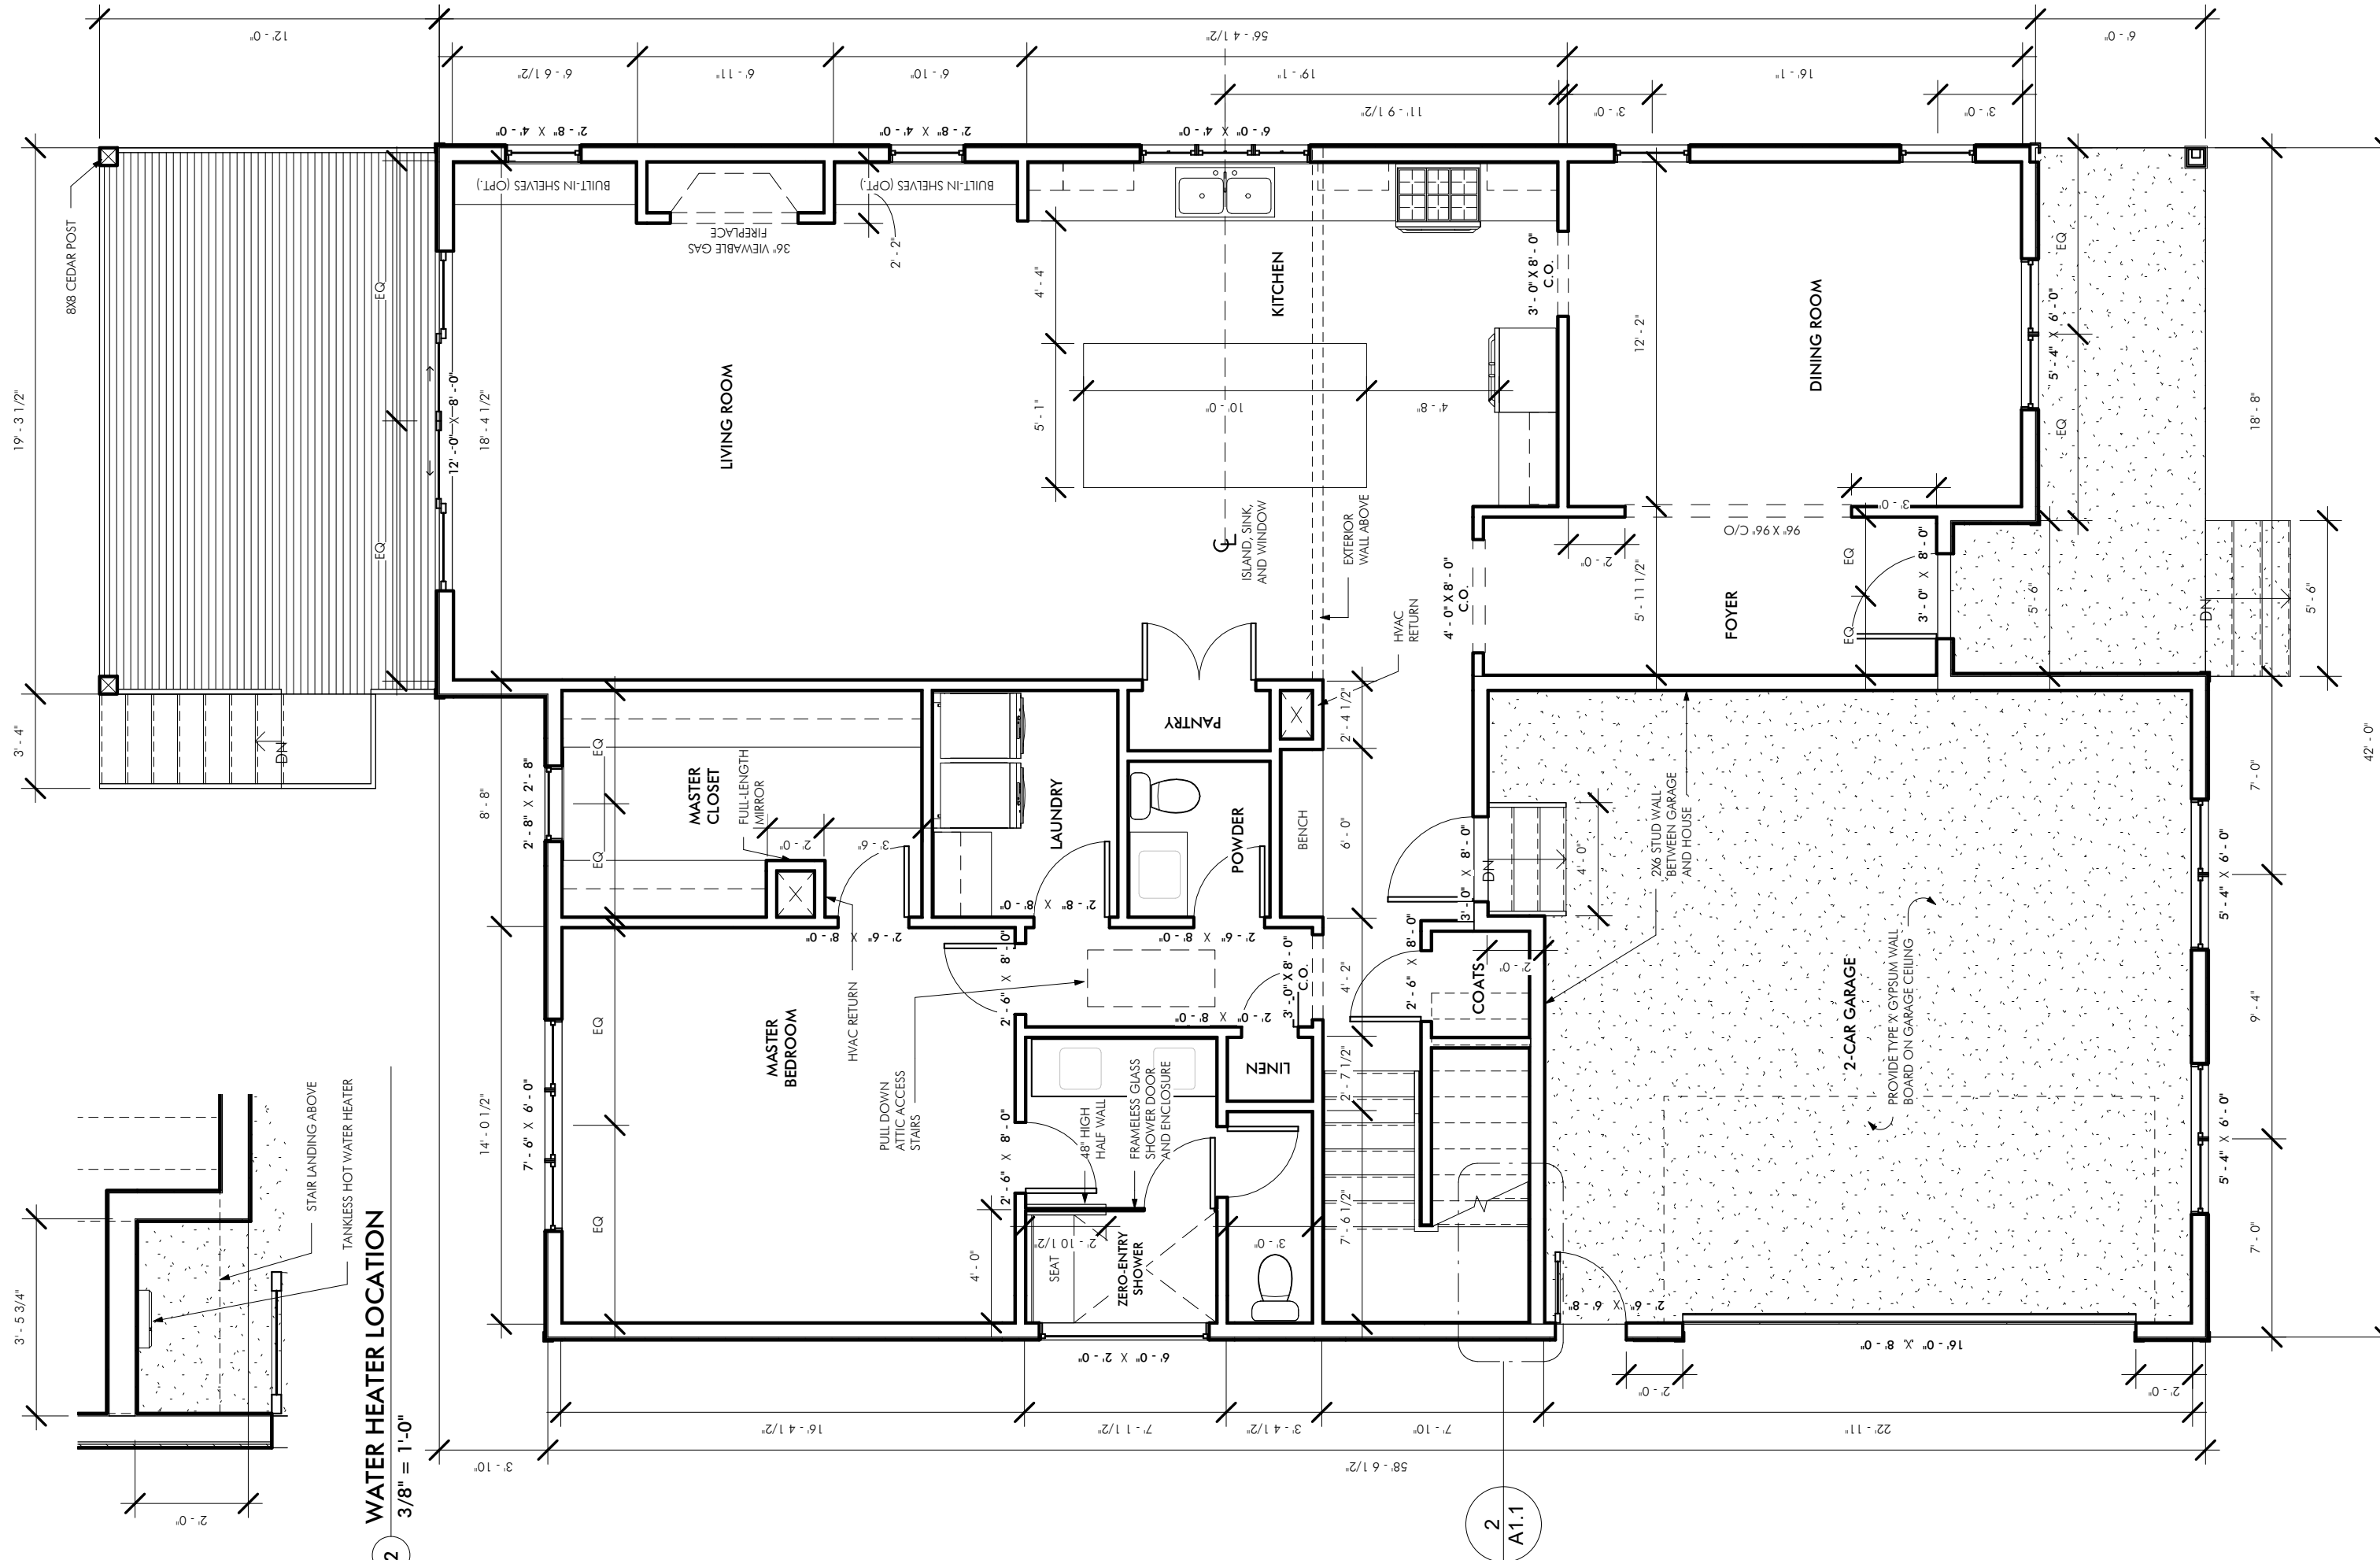 12' - 0"
56' - 4 1/2"
6' - 0"
6' - 6 1/2"
6' - 11"
6' - 10"
19' - 1"
16' - 1"
11' - 9 1/2"
3' - 0"
3' - 0"
2' - 8" X 4' - 0"
2' - 8" X 4' - 0"
6' - 0" X 4' - 0"
19' - 3 1/2"
3' - 4"
8X8 CEDAR POST
EQ
EQ
DN
12' - 0" X 8' - 0"
18' - 4 1/2"
BUILT-IN SHELVES (OPT.)
36" VIEWABLE GAS
FIREPLACE
BUILT-IN SHELVES (OPT.)
2' - 2"
LIVING ROOM
4' - 4"
5' - 1"
10' - 0"
4' - 8"
KITCHEN
ISLAND, SINK,
AND WINDOW
EXTERIOR
WALL ABOVE
3' - 0" X 8' - 0"
C.O.
12' - 2"
DINING ROOM
5' - 4" X 6' - 0"
EQ
EQ
18' - 8"
42' - 0"
96" X 96" C/O
3' - 0"
2' - 0"
5' - 11 1/2"
FOYER
EQ
EQ
3' - 0" X 8' - 0"
5' - 6"
DN
5' - 6"
4' - 0" X 8' - 0"
C.O.
HVAC
RETURN
PANTRY
2' - 4 1/2"
8' - 8"
2' - 8" X 2' - 8"
EQ
EQ
MASTER
CLOSET
FULL-LENGTH
MIRROR
2' - 0"
3' - 6"
LAUNDRY
2' - 8" X 8' - 0"
POWDER
BENCH
6' - 0"
2' - 6" X 8' - 0"
2' - 6" X 8' - 0"
3' - 0" X 8' - 0"
DN
4' - 0"
2X6 STUD WALL
BETWEEN GARAGE
AND HOUSE
7' - 0"
5' - 4" X 6' - 0"
9' - 4"
5' - 4" X 6' - 0"
7' - 0"
2-CAR GARAGE
PROVIDE TYPE 'X' GYPSUM WALL
BOARD ON GARAGE CEILING
14' - 0 1/2"
7' - 6" X 6' - 0"
EQ
EQ
MASTER
BEDROOM
HVAC RETURN
PULL DOWN
ATTIC ACCESS
STAIRS
2' - 6" X 8' - 0"
2' - 0" X 8' - 0"
3' - 0" X 8' - 0"
C.O.
4' - 2"
2' - 6" X 8' - 0"
COATS
2' - 0"
LINEN
2' - 7 1/2"
7' - 6 1/2"
2' - 6" X 8' - 0"
48" HIGH
HALF WALL
FRAMELESS GLASS
SHOWER DOOR
AND ENCLOSURE
4' - 0"
SEAT
2' - 10 1/2"
ZERO-ENTRY
SHOWER
3' - 0"
2' - 6" X 6' - 8"
6' - 0" X 2' - 0"
16' - 0" X 8' - 0"
2' - 0"
2' - 0"
16' - 4 1/2"
7' - 1 1/2"
3' - 4 1/2"
7' - 10"
22' - 11"
3' - 10"
58' - 6 1/2"
2
A1.1
3' - 5 3/4"
2' - 0"
STAIR LANDING ABOVE
TANKLESS HOT WATER HEATER
WATER HEATER LOCATION
3/8" = 1'-0"
2